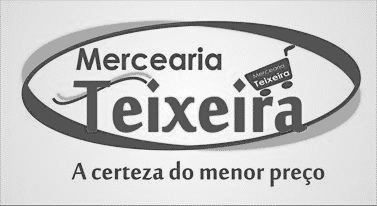 Mercearia
Mercearia
Teixeira
Teixeira
A certeza do menor preço